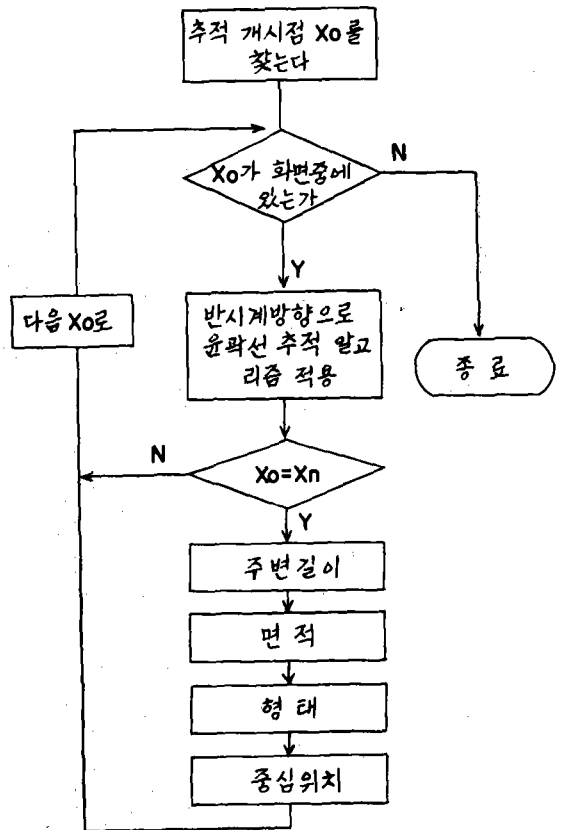 추적 개시점 Xo를
찾는다
Xo가 화면중에
있는가
N
Y
다음 Xo로
반시계방향으로
윤곽선 추적 알고
리즘 적용
종 료
N
Xo=Xn
Y
주변길이
면 적
형 태
중심위치